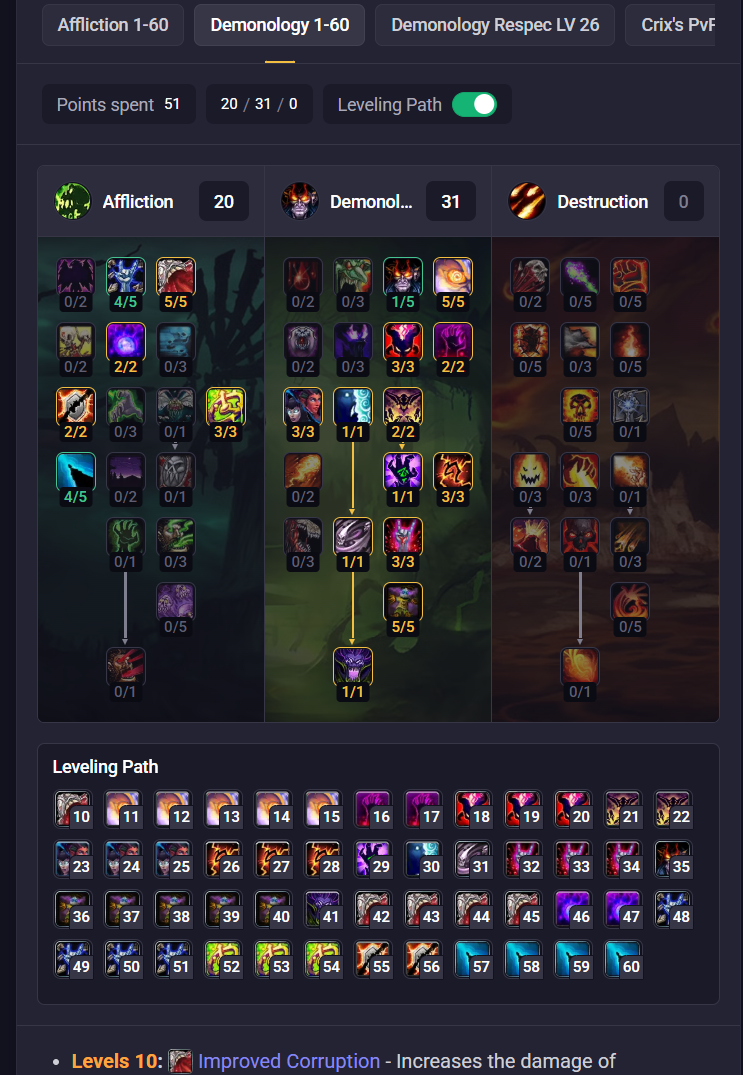 Affliction 1-60 Demonology 1-60 Demonology Respec LV 26 Crix's PvP
Points spent 51 20 / 31 / 0 Leveling Path
Affliction 20 Demonol... 31 Destruction 0
0/2 4/5 5/5 0/2 0/3 1/5 5/5 0/2 0/5 0/5
0/2 2/2 0/3 0/2 0/3 3/3 2/2 0/5 0/3 0/5
2/2 0/3 0/1 3/3 3/3 1/1 2/2 0/5 0/1
4/5 0/2 0/1 0/2 1/1 3/3 0/3 0/3 0/1
0/1 0/3 0/3 1/1 3/3 0/2 0/1 0/3
0/5 5/5 0/5
0/1 1/1 0/1
Leveling Path
10 11 12 13 14 15 16 17 18 19 20 21 22
23 24 25 26 27 28 29 30 31 32 33 34 35
36 37 38 39 40 41 42 43 44 45 46 47 48
49 50 51 52 53 54 55 56 57 58 59 60
• Levels 10: Improved Corruption - Increases the damage of